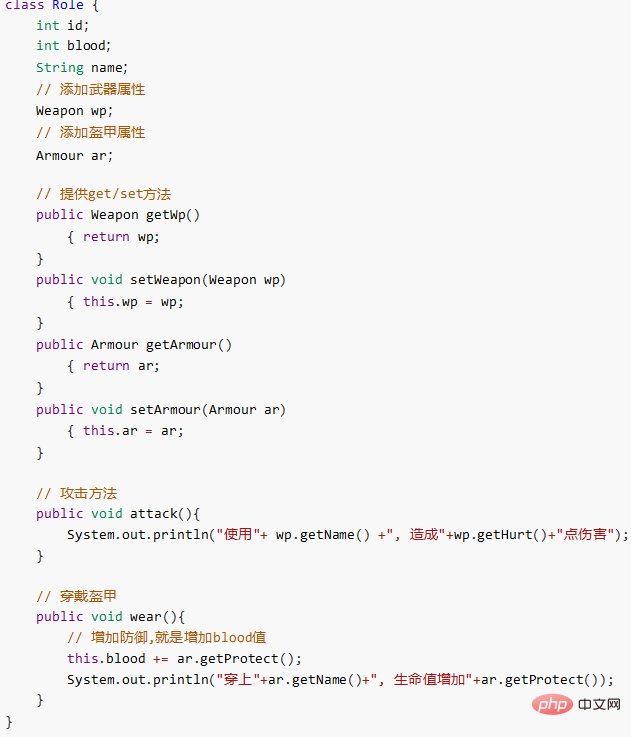 class Role {
    int id;
    int blood;
    String name;
    // 添加武器属性
    Weapon wp;
    // 添加盔甲属性
    Armour ar;

    // 提供get/set方法
    public Weapon getWp()
        { return wp;
    }
    public void setWeapon(Weapon wp)
        { this.wp = wp;
    }
    public Armour getArmour()
        { return ar;
    }
    public void setArmour(Armour ar)
        { this.ar = ar;
    }

    // 攻击方法
    public void attack(){
        System.out.println("使用"+ wp.getName() +", 造成"+wp.getHurt()+"点伤害");
    }

    // 穿戴盔甲
    public void wear(){
        // 增加防御,就是增加blood值
        this.blood += ar.getProtect();
        System.out.println("穿上"+ar.getName()+", 生命值增加"+ar.getProtect());
    }
}
php 中文网